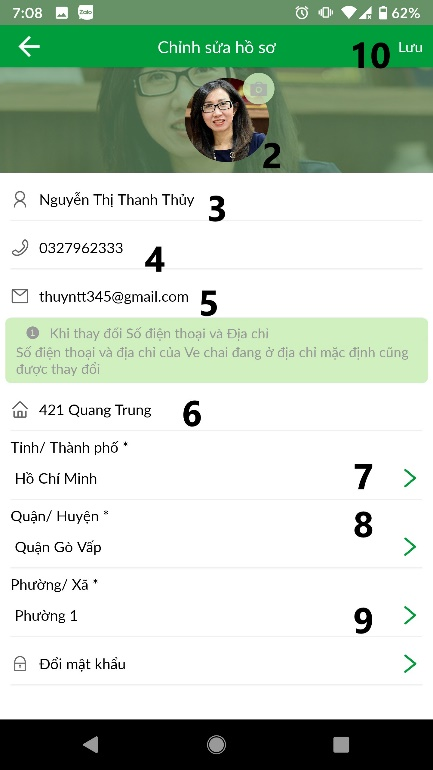 7:08 Zalo 62%
Chỉnh sửa hồ sơ 10 Lưu
2
Nguyễn Thị Thanh Thủy 3
0327962333 4
thuyntt345@gmail.com 5
Khi thay đổi Số điện thoại và Địa chỉ
Số điện thoại và địa chỉ của Ve chai đang ở địa chỉ mặc định cũng
được thay đổi
421 Quang Trung 6
Tỉnh/ Thành phố *
Hồ Chí Minh 7
Quận/ Huyện * 8
Quận Gò Vấp
Phường/ Xã *
Phường 1 9
Đổi mật khẩu